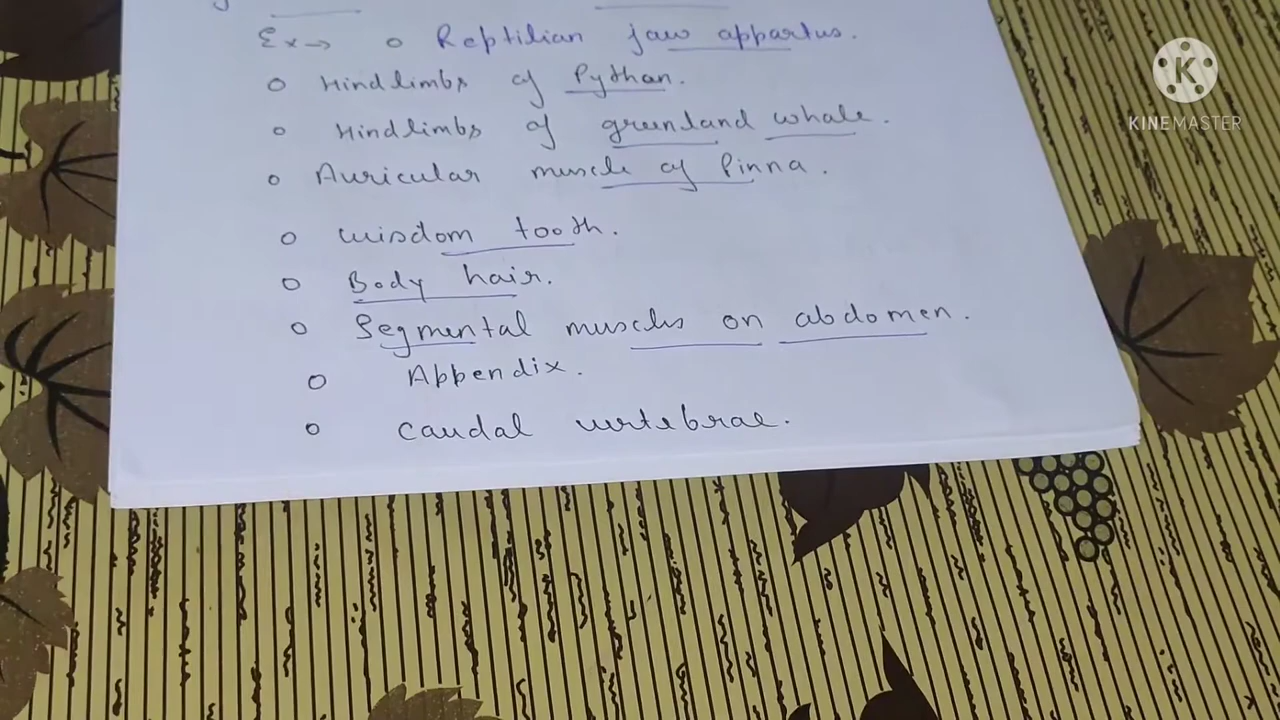 Ex→ o Reptilian jaw appartus.
o Hindlimbs of Pythan.
o Hindlimbs of greenland whale.
o Auricular muscle of Pinna.
o wisdom tooth.
o Body hair.
o Segmental muscles on abdomen.
o Appendix.
o Caudal vertebrae.
K
KINEMASTER